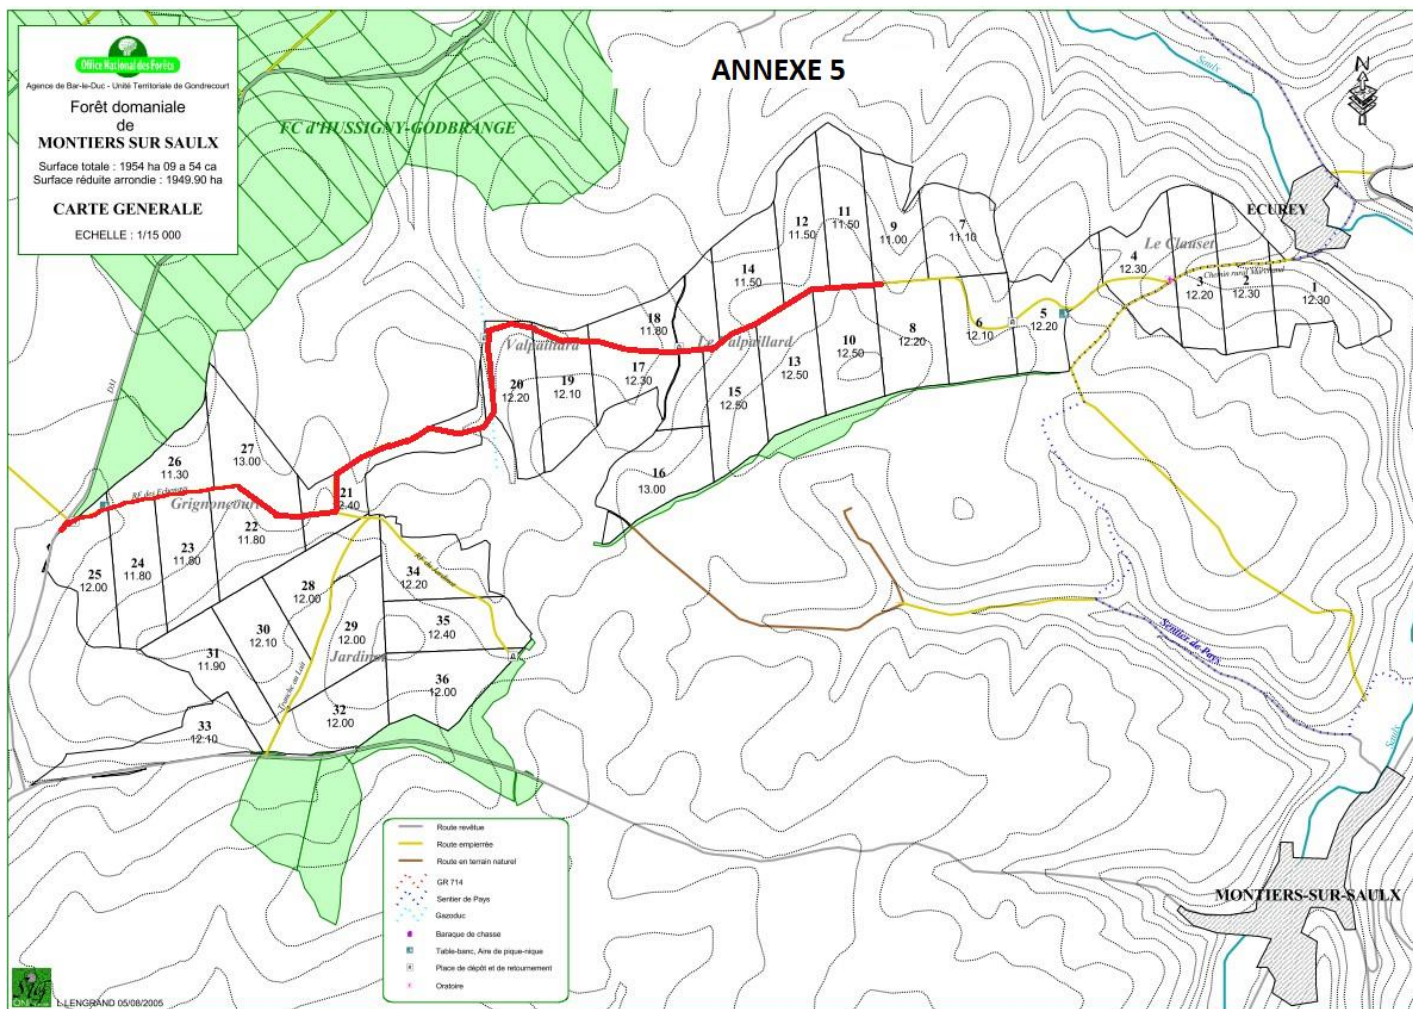 ANNEXE 5
Office National des Forêts
Agence de Bar-le-Duc - Unité Territoriale de Gondrecourt
Forêt domaniale
de
MONTIERS SUR SAULX
Surface totale : 1954 ha 09 a 54 ca
Surface réduite arrondie : 1949.90 ha
CARTE GENERALE
ECHELLE : 1/15 000
FC d'HUSSIGNY-GODBRANGE
N
Saulx
ECUREY
Le Clauset
Chemin rural Marchand
1
12.30
2
12.30
3
12.20
4
12.30
5
12.20
6
12.10
7
11.10
8
12.20
9
11.00
10
12.50
11
11.50
12
11.50
13
12.50
14
11.50
15
12.50
16
13.00
17
12.30
18
11.80
19
12.10
20
12.20
Valpaillard
21
22
11.80
23
11.80
24
11.80
25
12.00
26
11.30
27
13.00
Grignoncourt
28
12.00
29
12.00
30
12.10
31
11.90
32
12.00
33
12.10
34
12.20
35
12.40
36
12.00
Tranche au Lait
Sentier de Pays
Saulx
MONTIERS-SUR-SAULX
Route revêtue
Route empierrée
Route en terrain naturel
GR 714
Sentier de Pays
Gazoduc
Baraque de chasse
Table-banc, Aire de pique-nique
Place de dépôt et de retournement
Oratoire
L.LENGRAND 05/08/2005